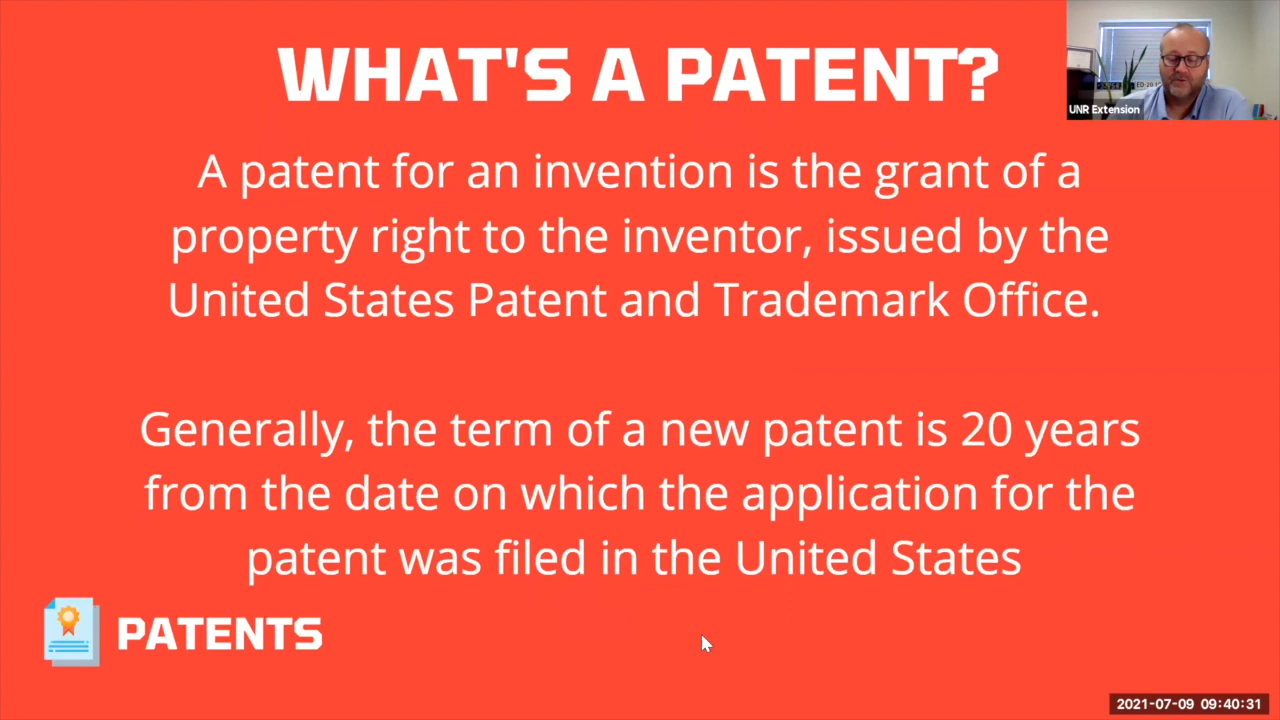 WHAT'S A PATENT?
UNR Extension
A patent for an invention is the grant of a
property right to the inventor, issued by the
United States Patent and Trademark Office.
Generally, the term of a new patent is 20 years
from the date on which the application for the
patent was filed in the United States
PATENTS
2021-07-09 09:40:31